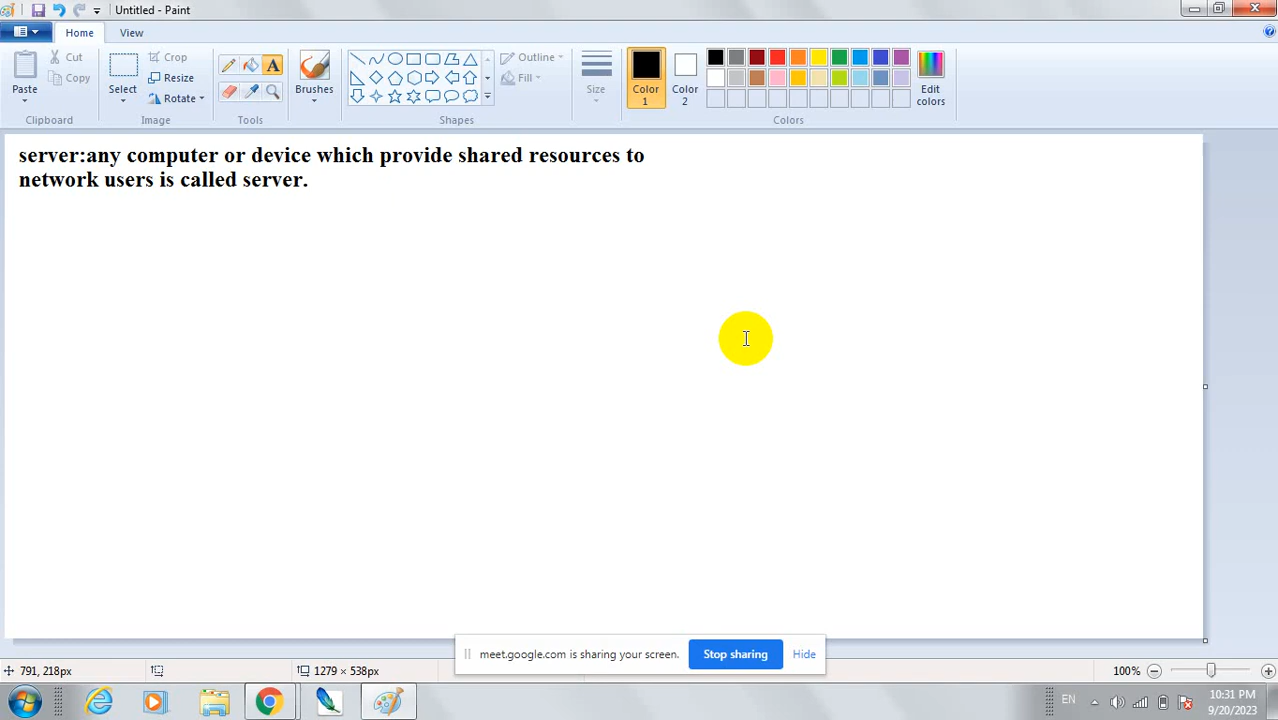 Untitled - Paint
Home
View
Paste
Cut
Copy
Clipboard
Select
Crop
Resize
Rotate
Image
A
Tools
Brushes
Shapes
Outline
Fill
Size
Color
1
Color
2
Edit
colors
Colors
server:any computer or device which provide shared resources to
network users is called server.
meet.google.com is sharing your screen.
Stop sharing
Hide
791, 218px
1279 × 538px
100%
EN
10:31 PM
9/20/2023